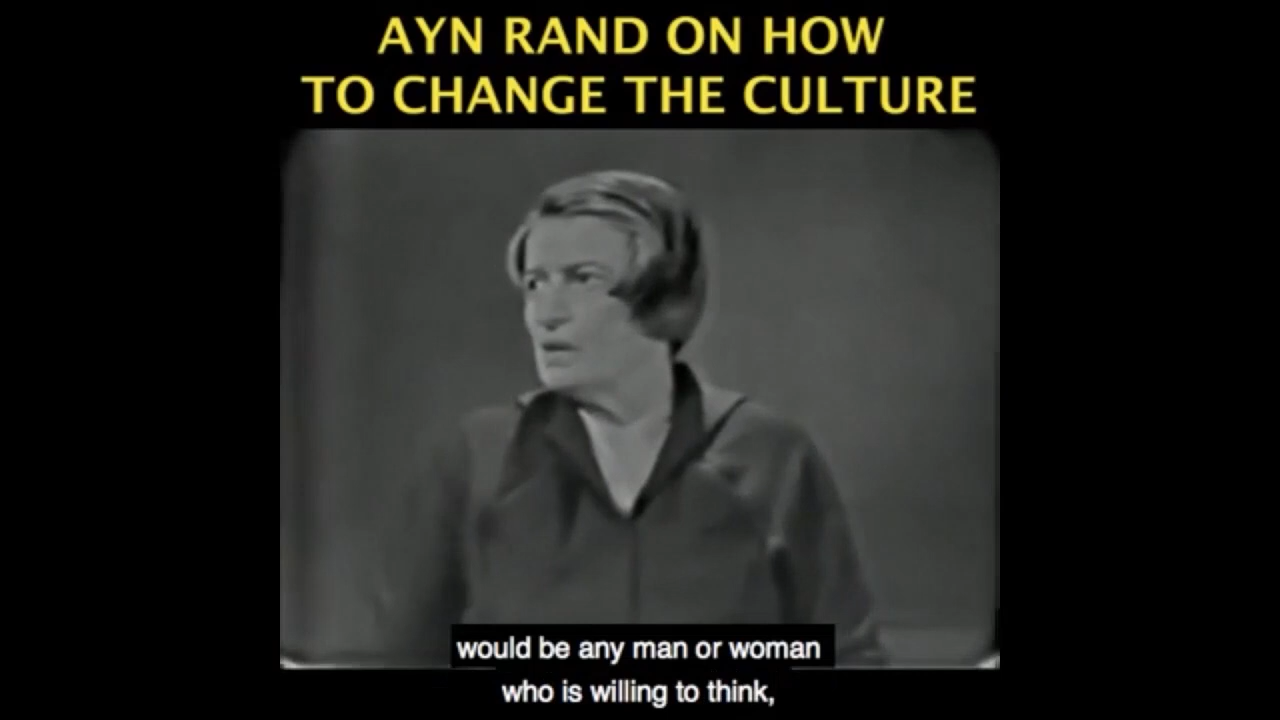 AYN RAND ON HOW
TO CHANGE THE CULTURE
would be any man or woman
who is willing to think,